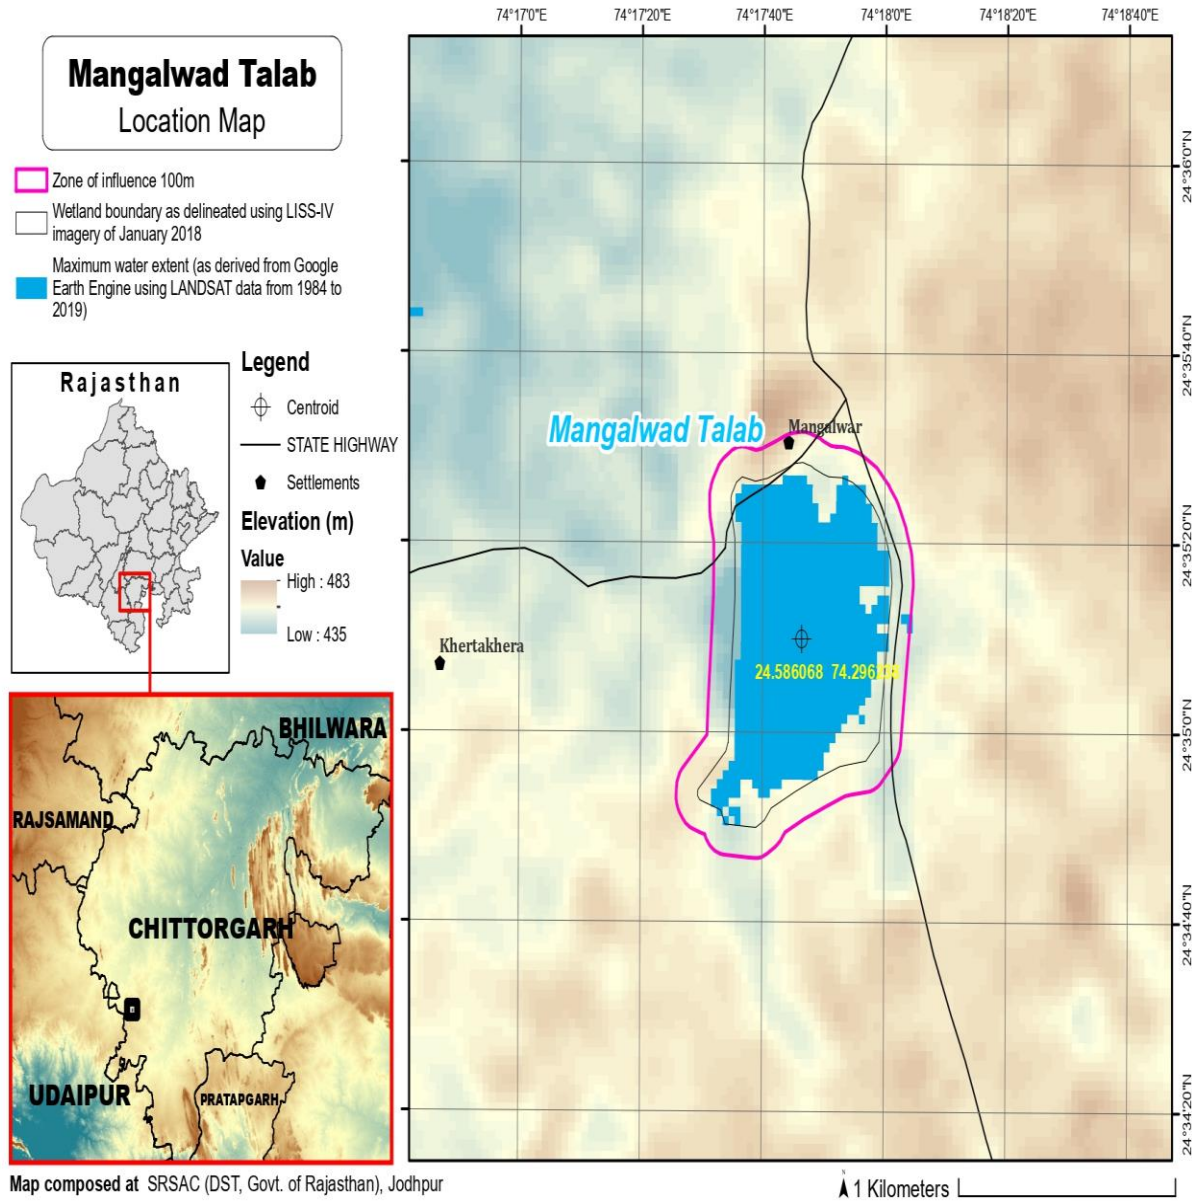 Mangalwad Talab
Location Map
Zone of influence 100m
Wetland boundary as delineated using LISS-IV
imagery of January 2018
Maximum water extent (as derived from Google
Earth Engine using LANDSAT data from 1984 to
2019)
Rajasthan
Legend
Centroid
STATE HIGHWAY
Settlements
Elevation (m)
Value
High : 483
Low : 435
BHILWARA
RAJSAMAND
CHITTORGARH
UDAIPUR
PRATAPGARH
Map composed at SRSAC (DST, Govt. of Rajasthan), Jodhpur
74°17'0"E
74°17'20"E
74°17'40"E
74°18'0"E
74°18'20"E
74°18'40"E
24°36'0"N
24°35'40"N
24°35'20"N
24°35'0"N
24°34'40"N
24°34'20"N
Mangalwad Talab
Mangalwar
Khertakhera
24.586068
N
1 Kilometers